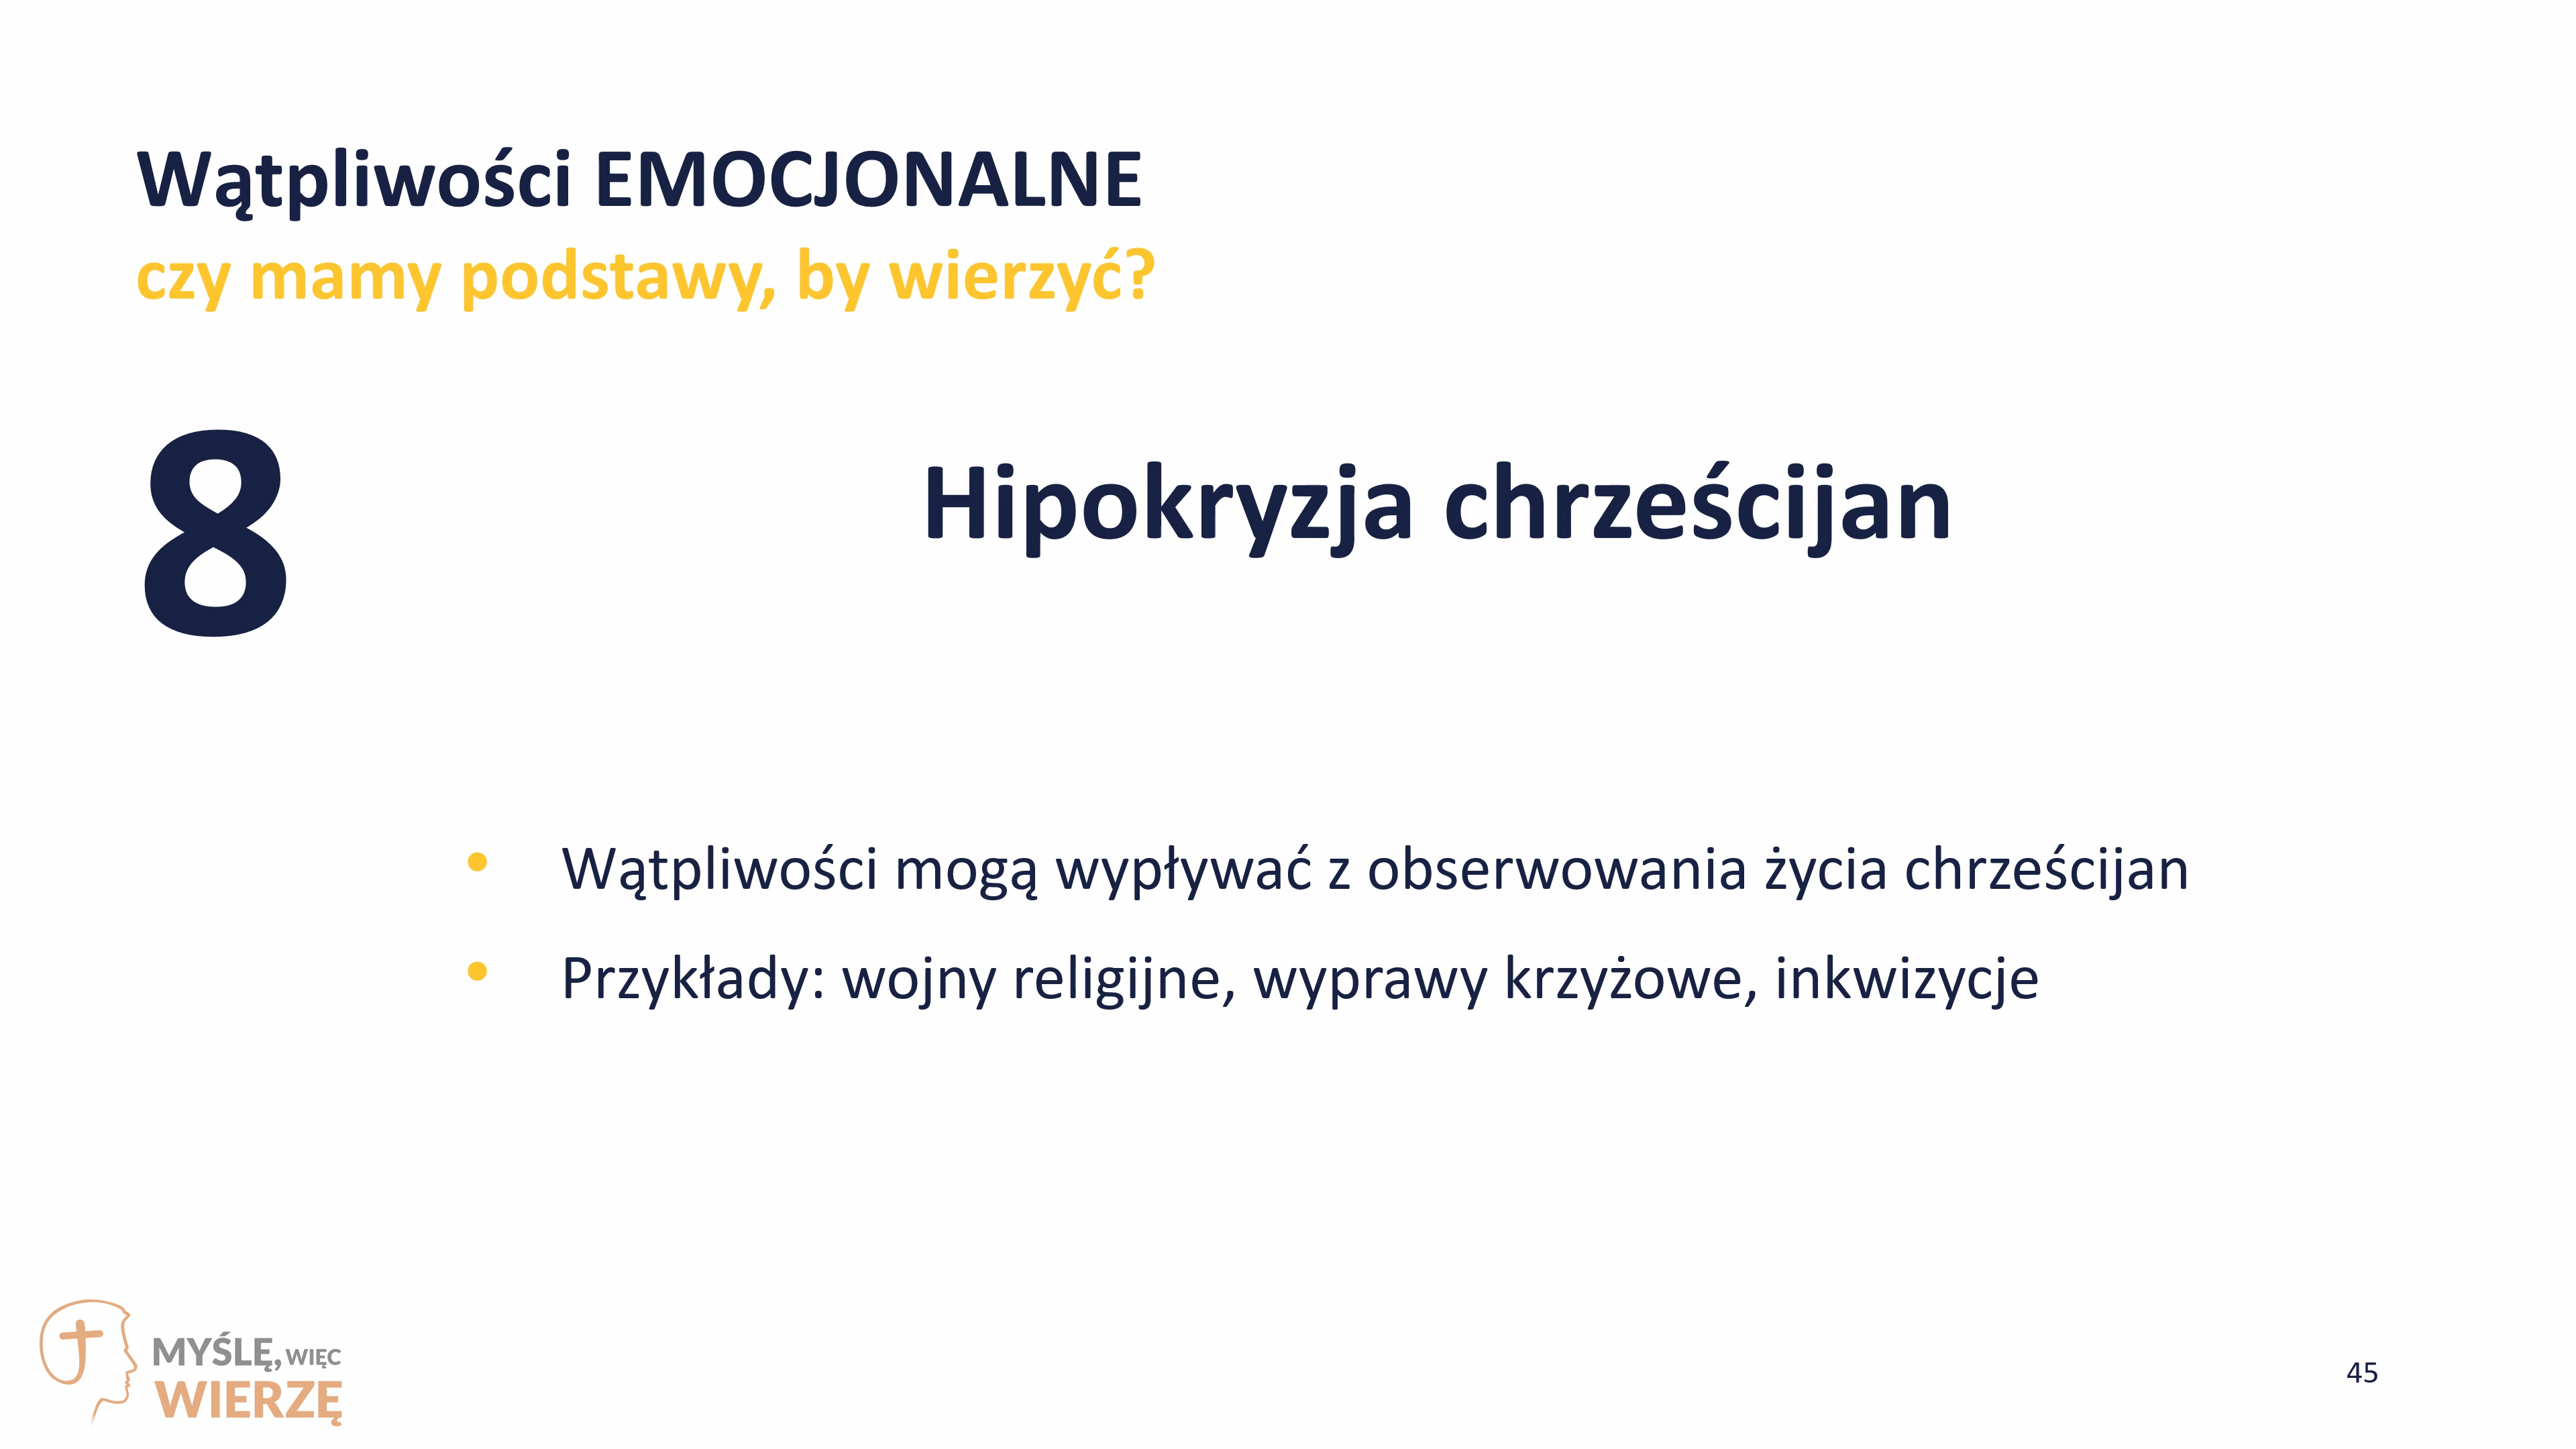 Wątpliwości EMOCJONALNE
czy mamy podstawy, by wierzyć?
8
Hipokryzja chrześcijan
• Wątpliwości mogą wypływać z obserwowania życia chrześcijan
• Przykłady: wojny religijne, wyprawy krzyżowe, inkwizycje
MYŚLĘ, WIĘC
WIERZĘ
45